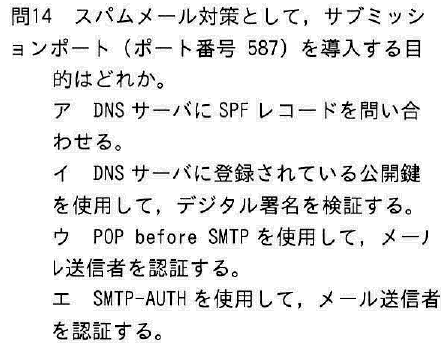 問14 スパムメール対策として，サブミッシ
ョンポート（ポート番号 587）を導入する目
的はどれか。
ア DNS サーバに SPF レコードを問い合
わせる。
イ DNS サーバに登録されている公開鍵
を使用して，デジタル署名を検証する。
ウ POP before SMTP を使用して，メー
ル送信者を認証する。
エ SMTP-AUTH を使用して，メール送信者
を認証する。